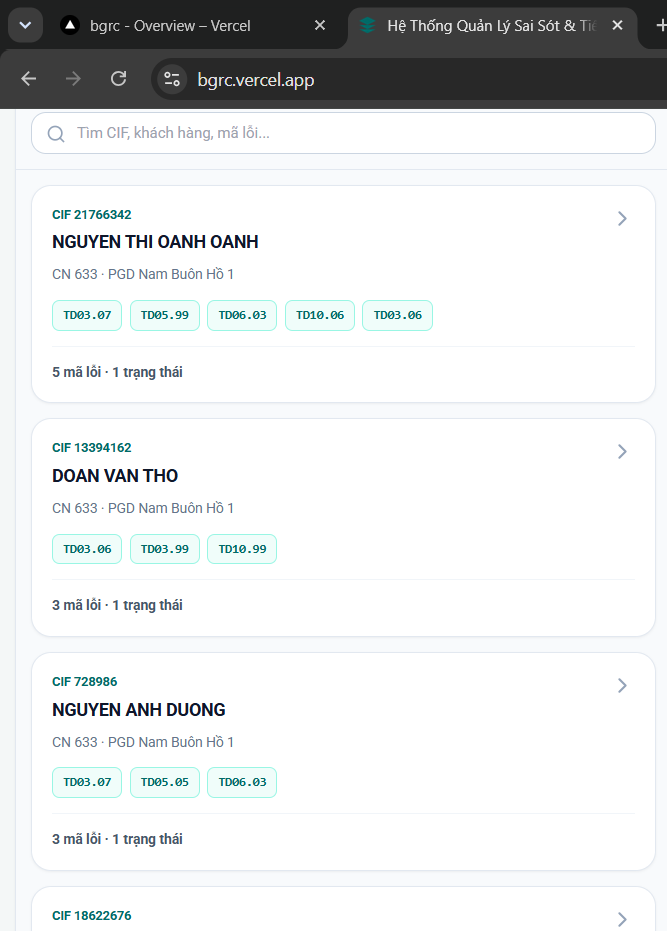 bgrc - Overview – Vercel
Hệ Thống Quản Lý Sai Sót &
bgrc.vercel.app
Tìm CIF, khách hàng, mã lỗi...
CIF 21766342
NGUYEN THI OANH OANH
CN 633 · PGD Nam Buôn Hồ 1
TD03.07 TD05.99 TD06.03 TD10.06 TD03.06
5 mã lỗi · 1 trạng thái
CIF 13394162
DOAN VAN THO
CN 633 · PGD Nam Buôn Hồ 1
TD03.06 TD03.99 TD10.99
3 mã lỗi · 1 trạng thái
CIF 728986
NGUYEN ANH DUONG
CN 633 · PGD Nam Buôn Hồ 1
TD03.07 TD05.05 TD06.03
3 mã lỗi · 1 trạng thái
CIF 18622676